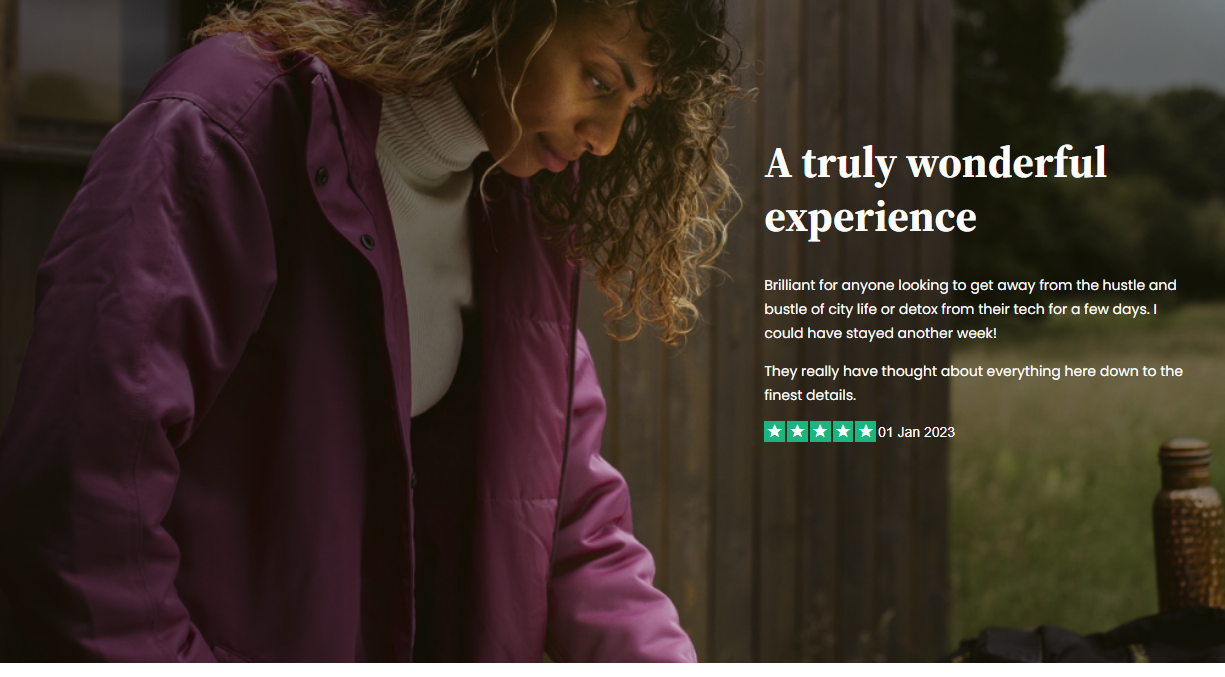 A truly wonderful
experience
Brilliant for anyone looking to get away from the hustle and
bustle of city life or detox from their tech for a few days. I
could have stayed another week!
They really have thought about everything here down to the
finest details.
01 Jan 2023